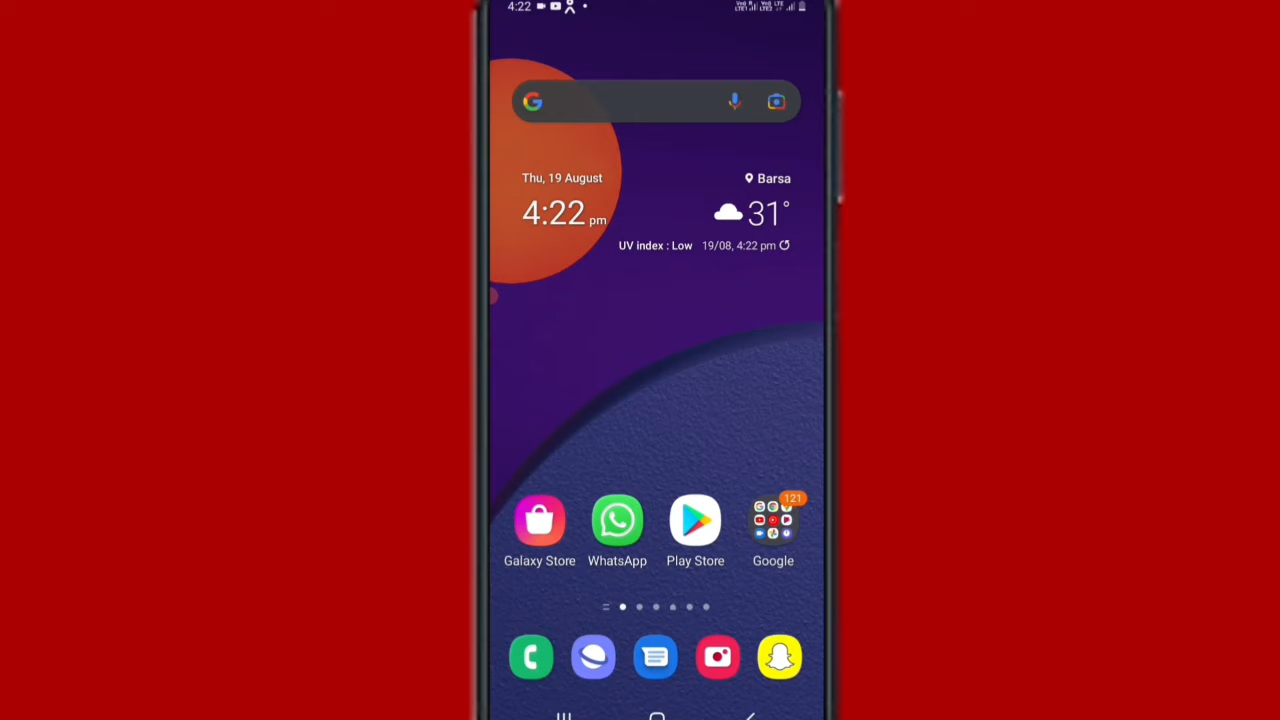 4:22
Thu, 19 August
4:22 pm
Barsa
31°
UV index : Low 19/08, 4:22 pm
121
Galaxy Store WhatsApp Play Store Google